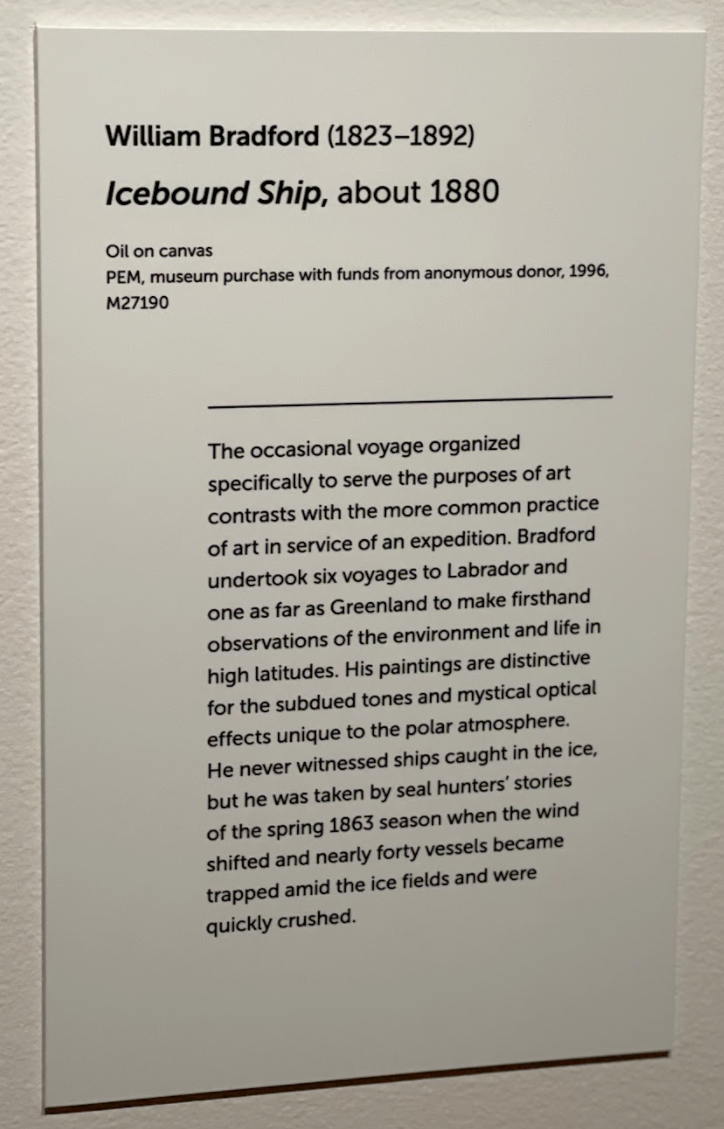 William Bradford (1823–1892)
Icebound Ship, about 1880
Oil on canvas
PEM, museum purchase with funds from anonymous donor, 1996,
M27190
The occasional voyage organized
specifically to serve the purposes of art
contrasts with the more common practice
of art in service of an expedition. Bradford
undertook six voyages to Labrador and
one as far as Greenland to make firsthand
observations of the environment and life in
high latitudes. His paintings are distinctive
for the subdued tones and mystical optical
effects unique to the polar atmosphere.
He never witnessed ships caught in the ice,
but he was taken by seal hunters’ stories
of the spring 1863 season when the wind
shifted and nearly forty vessels became
trapped amid the ice fields and were
quickly crushed.